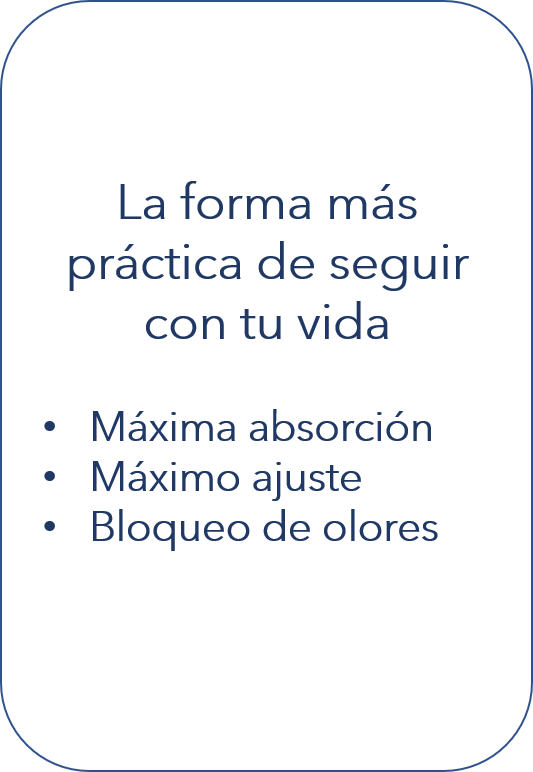 La forma más
práctica de seguir
con tu vida
• Máxima absorción
• Máximo ajuste
• Bloqueo de olores